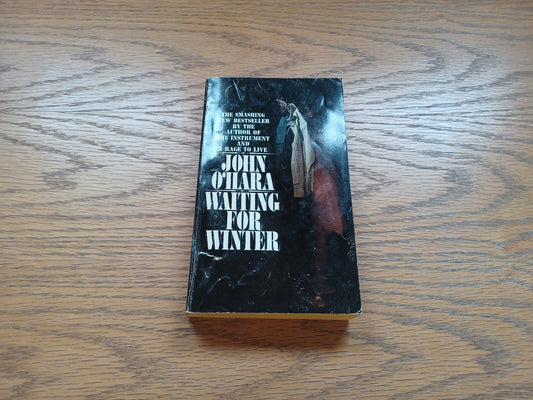 THE SMASHING
NEW BESTSELLER
BY THE
AUTHOR OF
THE INSTRUMENT
AND
A RAGE TO LIVE
JOHN
O'HARA
WAITING
FOR
WINTER